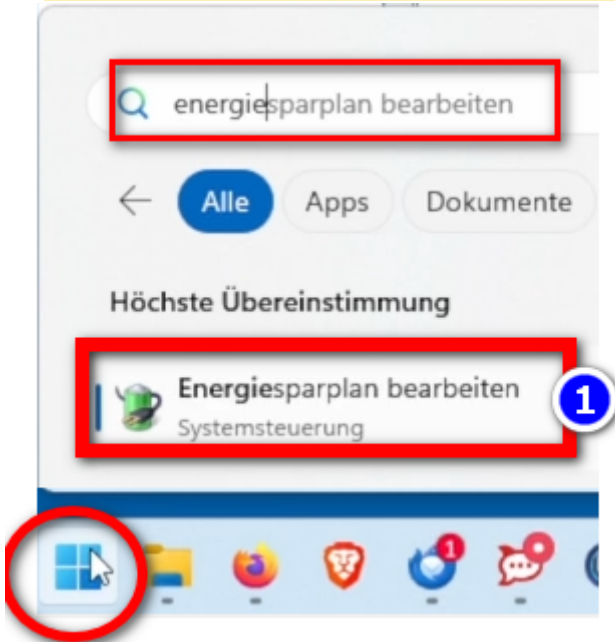 energiesparplan bearbeiten
Alle Apps Dokumente
Höchste Übereinstimmung
Energiesparplan bearbeiten
Systemsteuerung
1
1